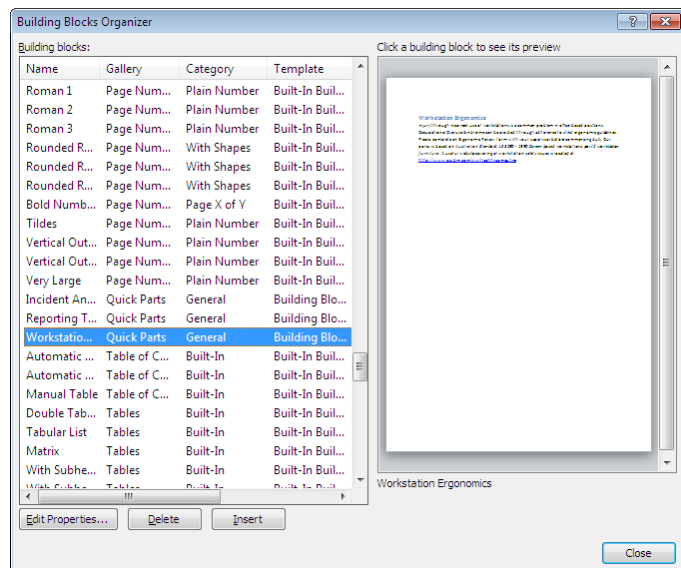 Building Blocks Organizer
Building blocks:
Click a building block to see its preview
Name Gallery Category Template
Roman 1 Page Num... Plain Number Built-In Buil...
Roman 2 Page Num... Plain Number Built-In Buil...
Roman 3 Page Num... Plain Number Built-In Buil...
Rounded R... Page Num... With Shapes Built-In Buil...
Rounded R... Page Num... With Shapes Built-In Buil...
Rounded R... Page Num... With Shapes Built-In Buil...
Bold Numb... Page Num... Page X of Y Built-In Buil...
Tildes Page Num... Plain Number Built-In Buil...
Vertical Out... Page Num... Plain Number Built-In Buil...
Vertical Out... Page Num... Plain Number Built-In Buil...
Very Large Page Num... Plain Number Built-In Buil...
Incident An... Quick Parts General Building Blo...
Reporting T... Quick Parts General Building Blo...
Workstatio... Quick Parts General Building Blo...
Automatic ... Table of C... Built-In Built-In Buil...
Automatic ... Table of C... Built-In Built-In Buil...
Manual Table Table of C... Built-In Built-In Buil...
Double Tab... Tables Built-In Built-In Buil...
Tabular List Tables Built-In Built-In Buil...
Matrix Tables Built-In Built-In Buil...
With Subhe... Tables Built-In Built-In Buil...
Workstation Ergonomics
Workstation Ergonomics
Edit Properties... Delete Insert
Close